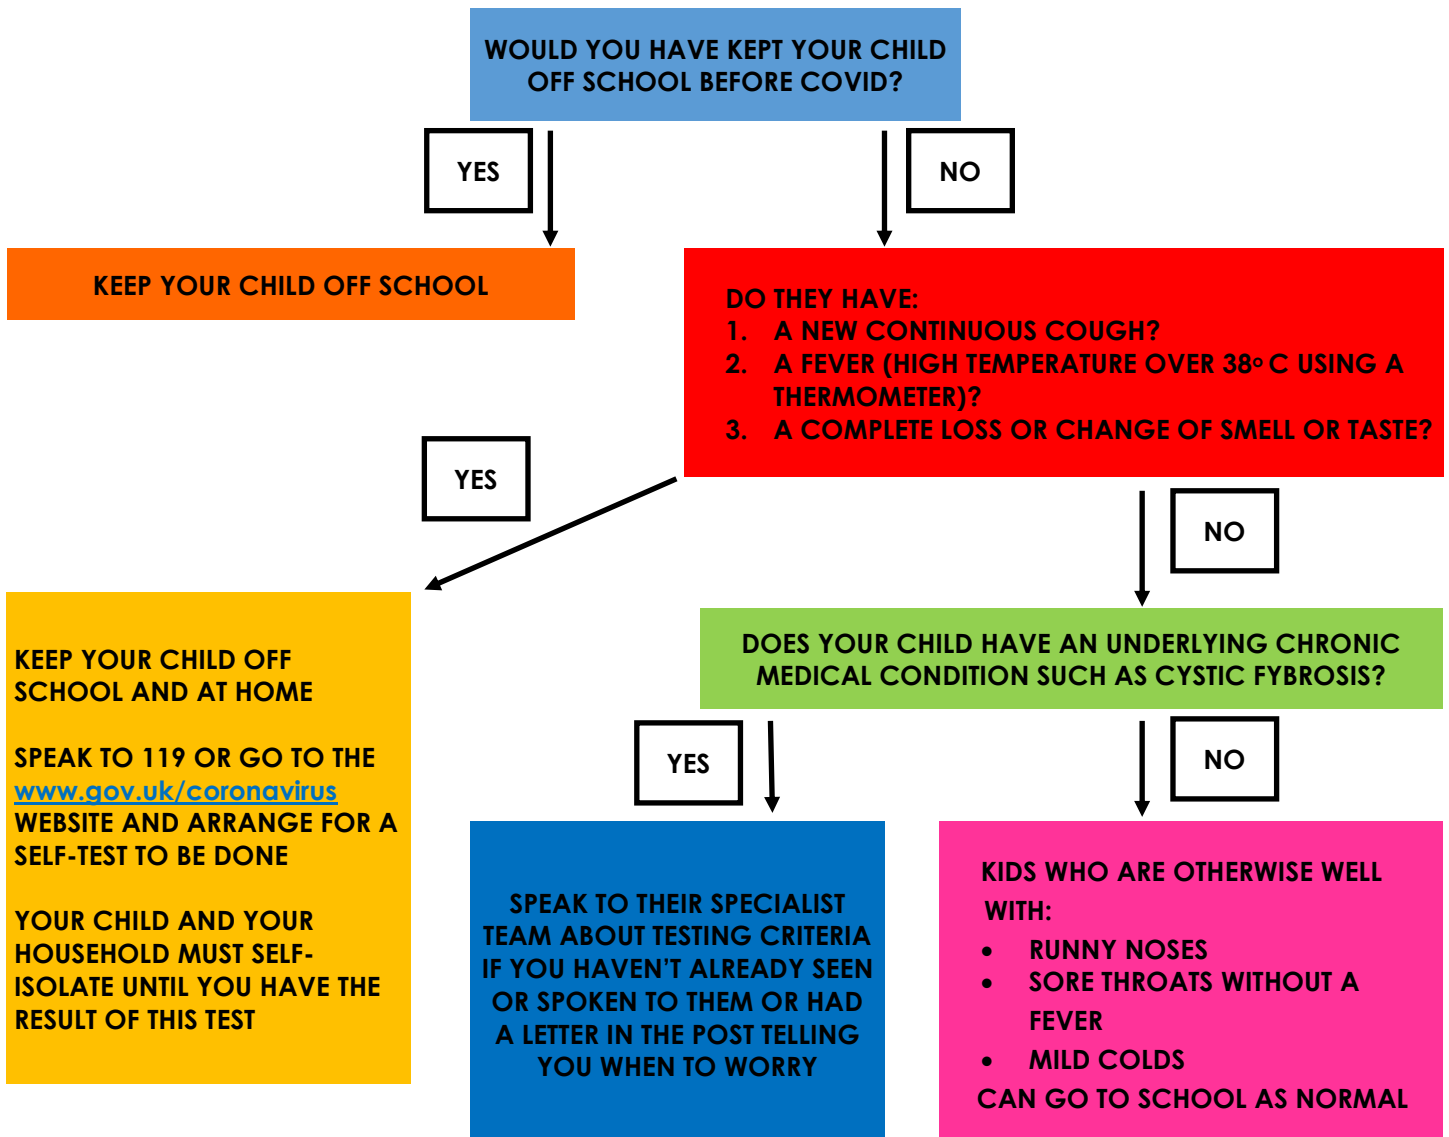 WOULD YOU HAVE KEPT YOUR CHILD
OFF SCHOOL BEFORE COVID?
YES
NO
KEEP YOUR CHILD OFF SCHOOL
DO THEY HAVE:
1. A NEW CONTINUOUS COUGH?
2. A FEVER (HIGH TEMPERATURE OVER 38o C USING A
THERMOMETER)?
3. A COMPLETE LOSS OR CHANGE OF SMELL OR TASTE?
YES
NO
KEEP YOUR CHILD OFF
SCHOOL AND AT HOME
SPEAK TO 119 OR GO TO THE
www.gov.uk/coronavirus
WEBSITE AND ARRANGE FOR A
SELF-TEST TO BE DONE
YOUR CHILD AND YOUR
HOUSEHOLD MUST SELF-
ISOLATE UNTIL YOU HAVE THE
RESULT OF THIS TEST
DOES YOUR CHILD HAVE AN UNDERLYING CHRONIC
MEDICAL CONDITION SUCH AS CYSTIC FYBROSIS?
YES
NO
SPEAK TO THEIR SPECIALIST
TEAM ABOUT TESTING CRITERIA
IF YOU HAVEN'T ALREADY SEEN
OR SPOKEN TO THEM OR HAD
A LETTER IN THE POST TELLING
YOU WHEN TO WORRY
KIDS WHO ARE OTHERWISE WELL
WITH:
• RUNNY NOSES
• SORE THROATS WITHOUT A
FEVER
• MILD COLDS
CAN GO TO SCHOOL AS NORMAL